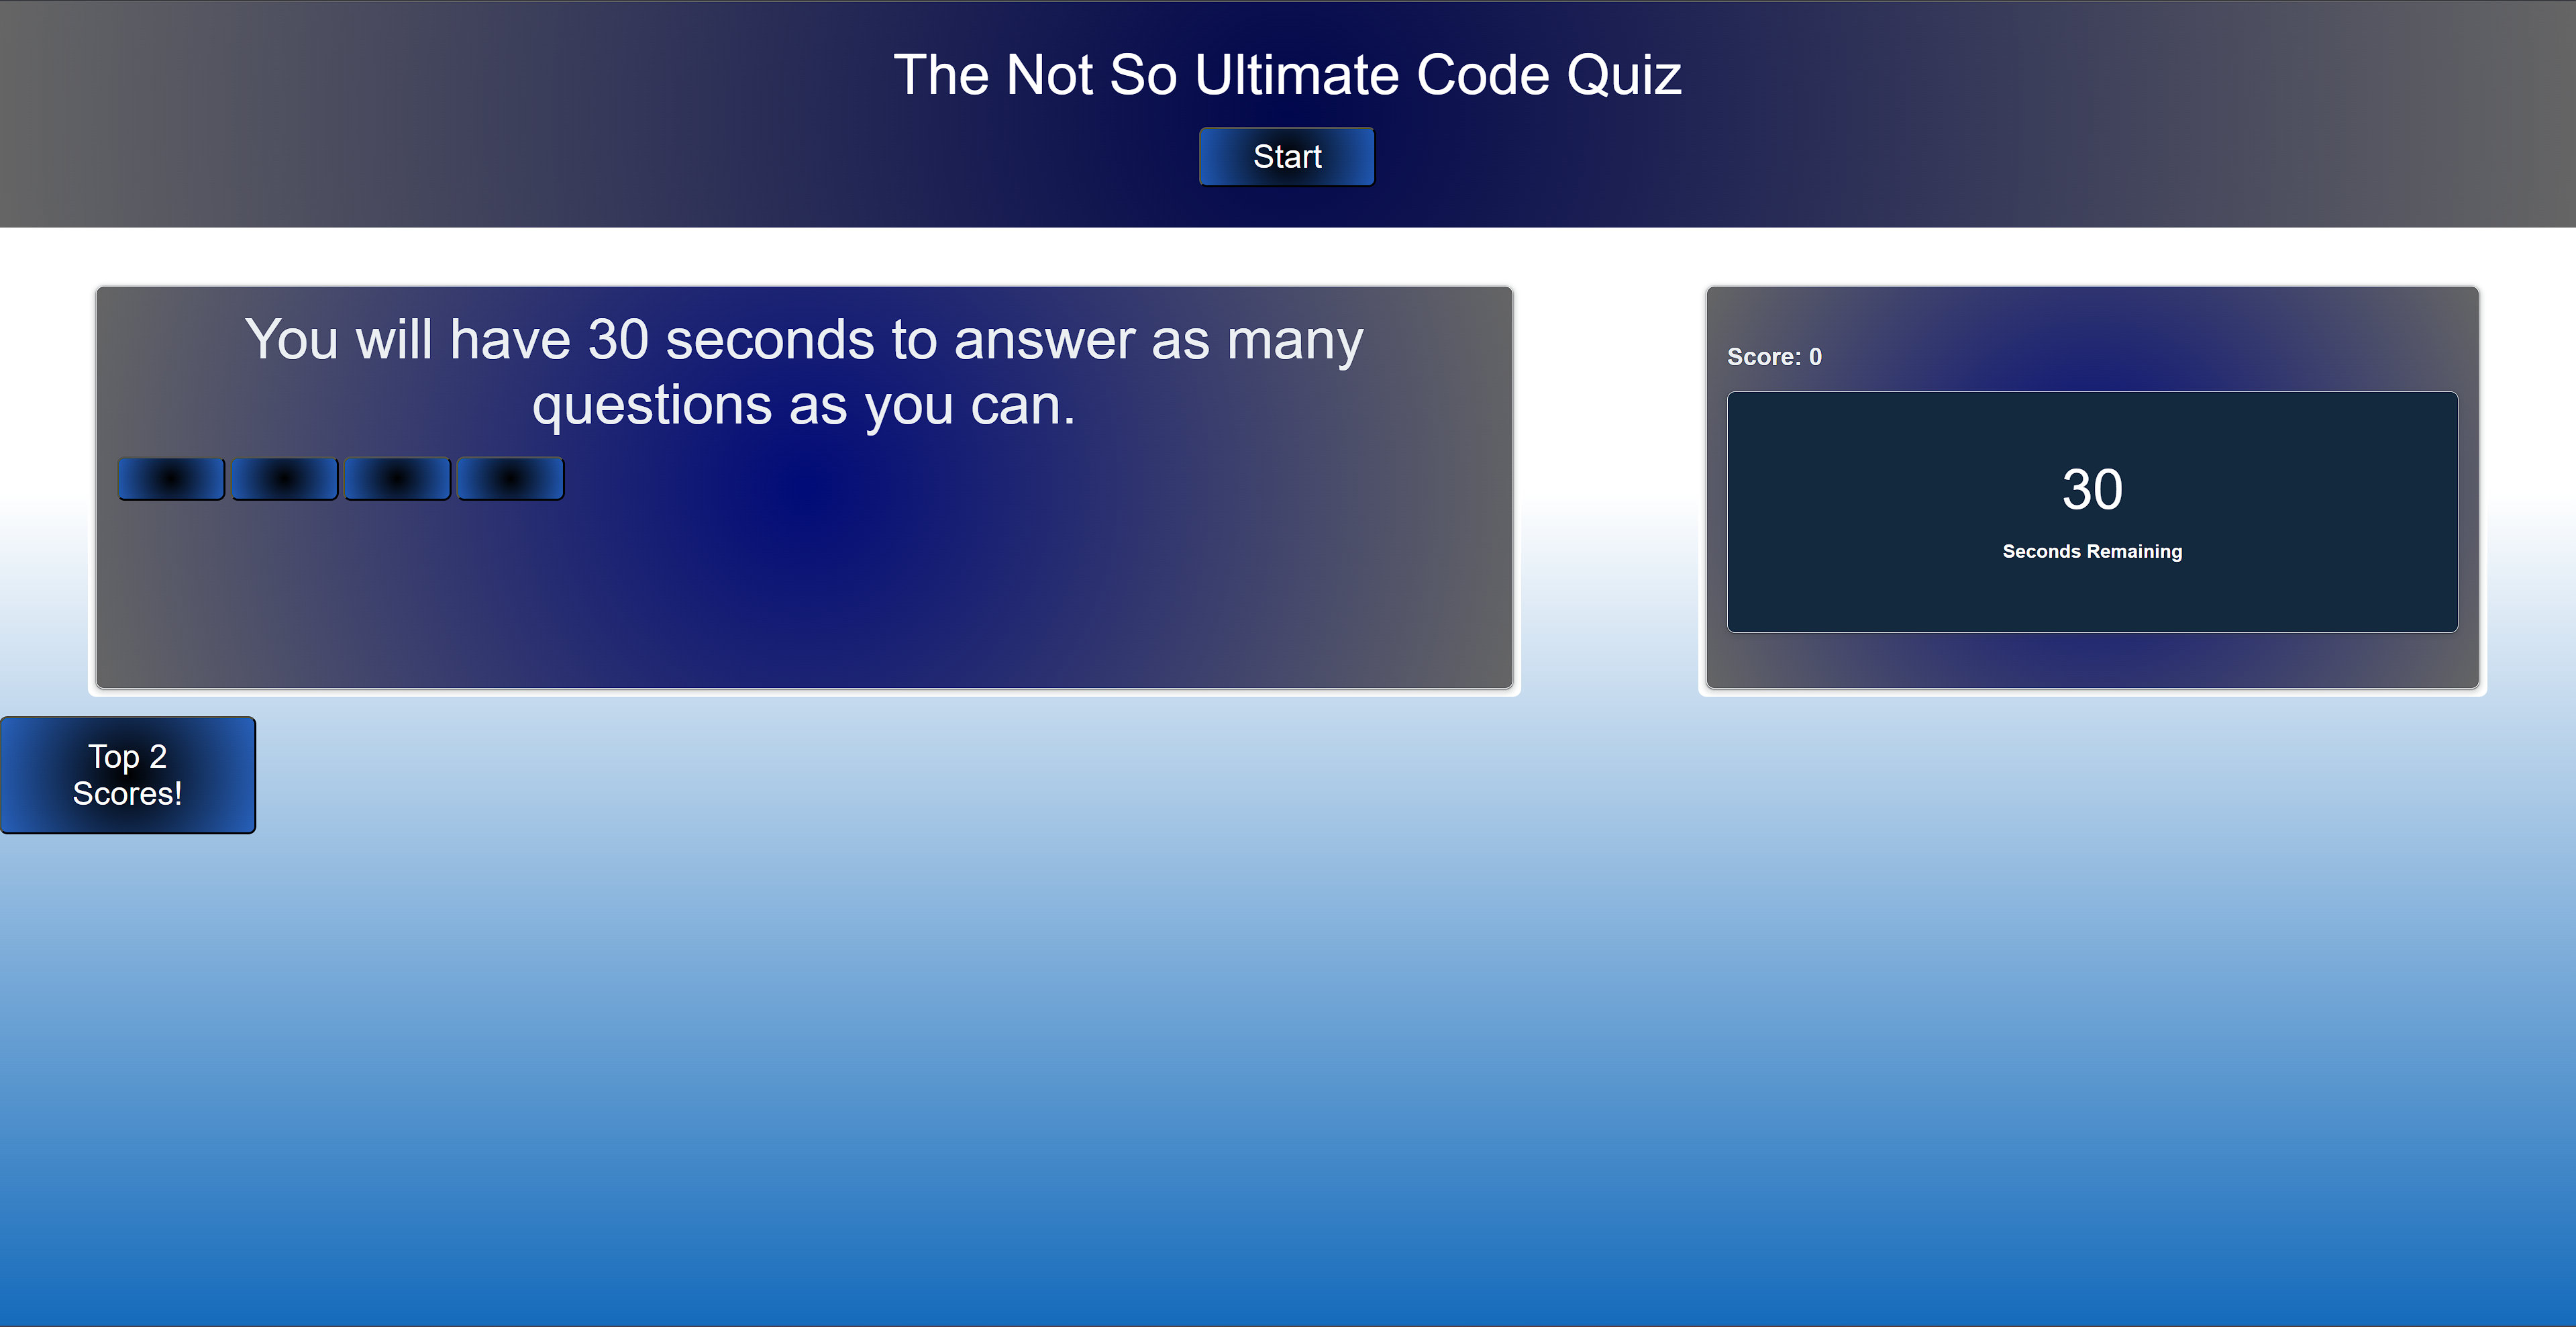 The Not So Ultimate Code Quiz
Start
You will have 30 seconds to answer as many
questions as you can.
Score: 0
30
Seconds Remaining
Top 2
Scores!